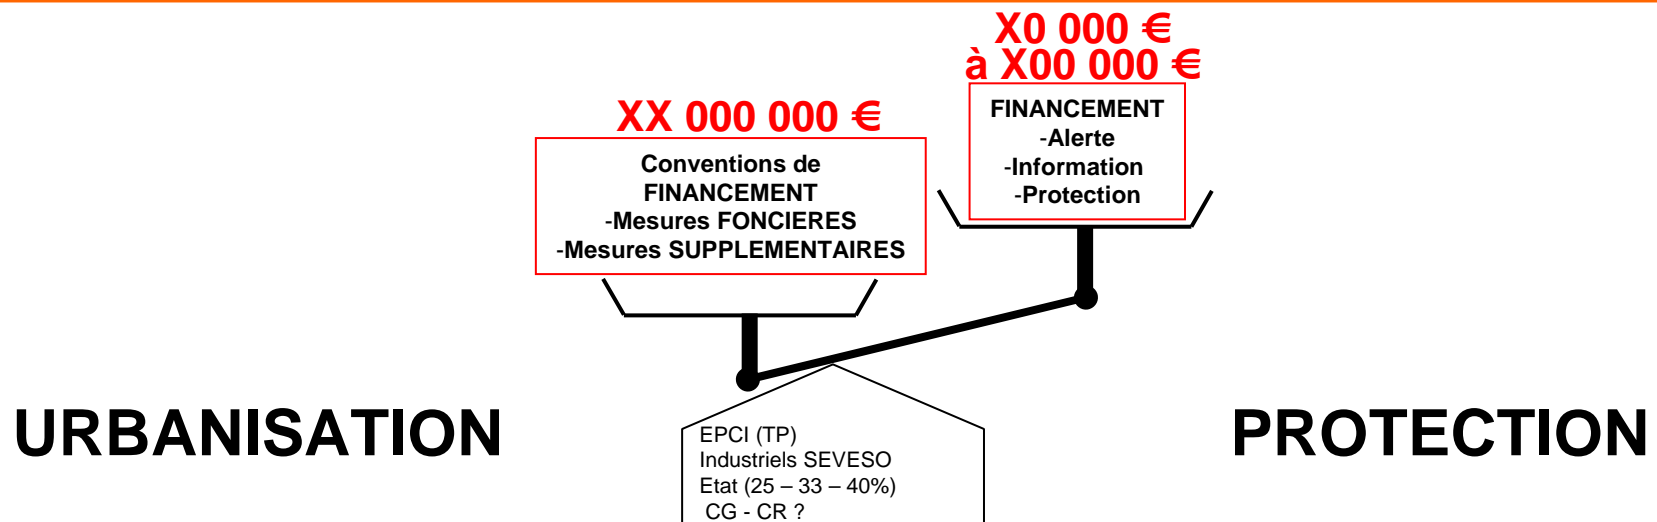 X0 000 €
à X00 000 €
FINANCEMENT
-Alerte
-Information
-Protection
XX 000 000 €
Conventions de
FINANCEMENT
-Mesures FONCIERES
-Mesures SUPPLEMENTAIRES
URBANISATION
PROTECTION
EPCI (TP)
Industriels SEVESO
Etat (25 – 33 – 40%)
CG - CR ?